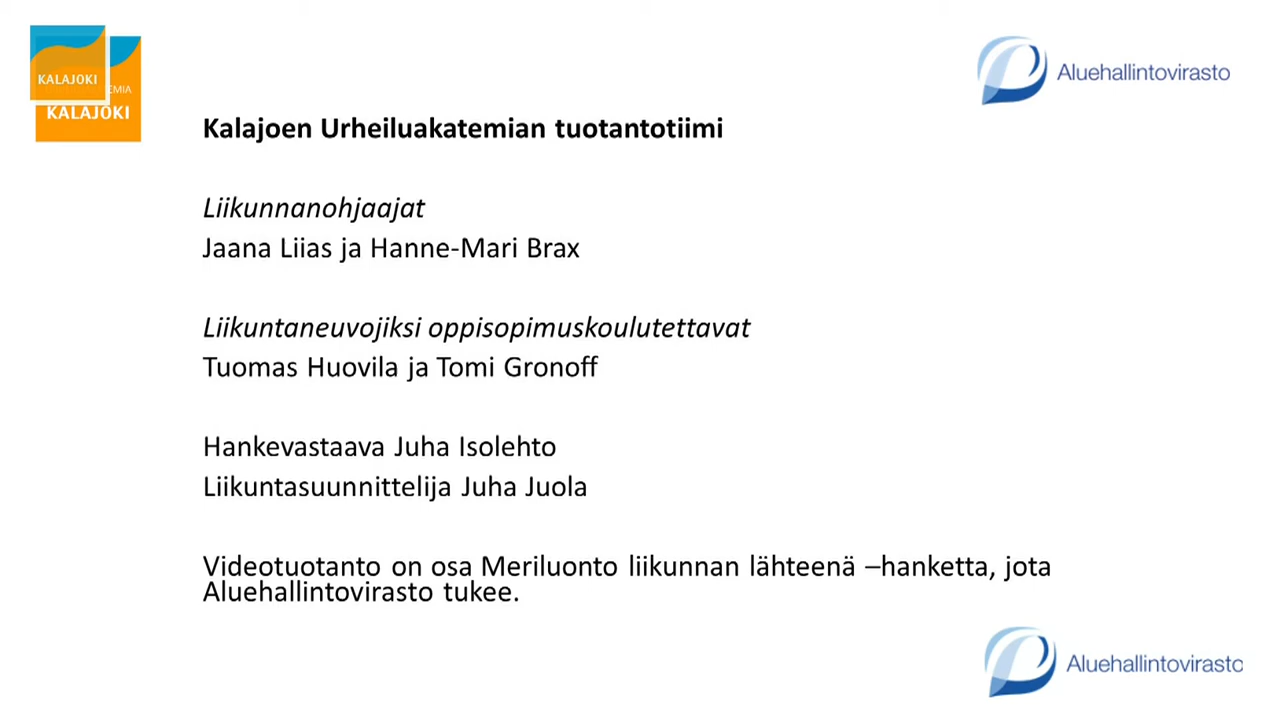 KALAJOKI
EMIA
KALAJOKI
Aluehallintovirasto
Kalajoen Urheiluakatemian tuotantotiimi
Liikunnanohjaajat
Jaana Liias ja Hanne-Mari Brax
Liikuntaneuvojiksi oppisopimuskoulutettavat
Tuomas Huovila ja Tomi Gronoff
Hankevastaava Juha Isolehto
Liikuntasuunnittelija Juha Juola
Videotuotanto on osa Meriluonto liikunnan lähteenä –hanketta, jota
Aluehallintovirasto tukee.
Aluehallintovirasto